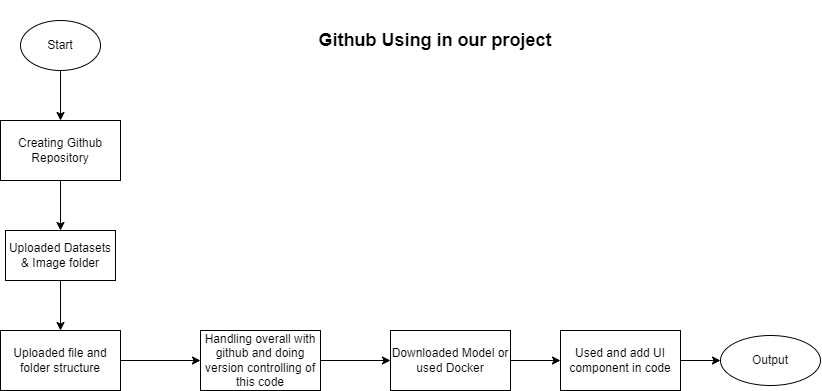 Start
Github Using in our project
Creating Github
Repository
Uploaded Datasets
& Image folder
Uploaded file and
folder structure
Handling overall with
github and doing
version controlling of
this code
Downloaded Model or
used Docker
Used and add UI
component in code
Output